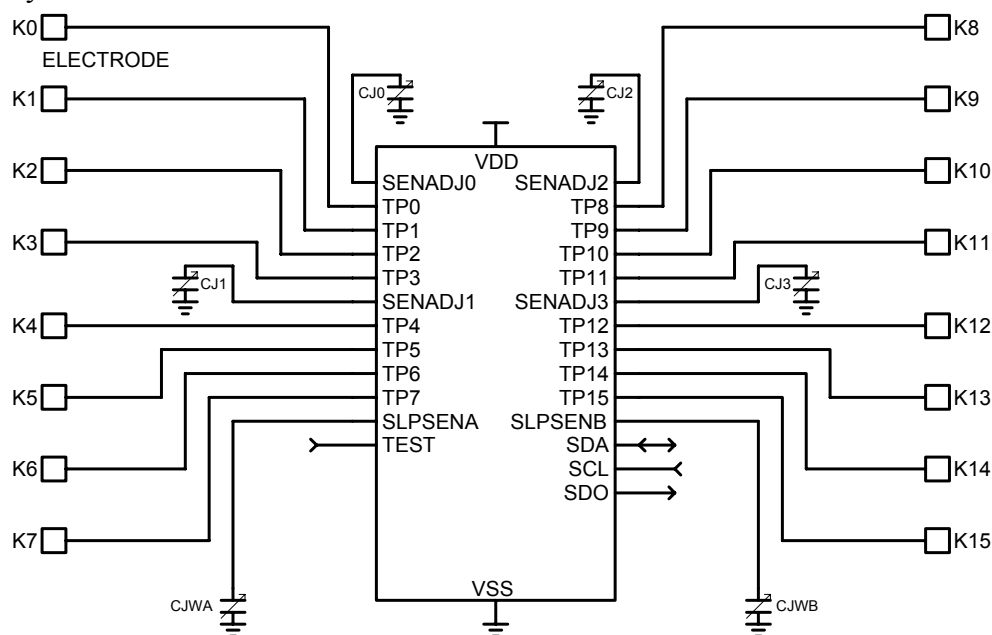 K0
K8
ELECTRODE
CJ0
CJ2
K1
K9
VDD
K2
SENADJ0
SENADJ2
K10
TP0
TP8
TP1
TP9
K3
TP2
TP10
K11
TP3
TP11
CJ1
SENADJ1
SENADJ3
CJ3
K4
TP4
TP12
K12
TP5
TP13
TP6
TP14
K5
TP7
TP15
K13
SLPSENA
SLPSENB
TEST
SDA
K6
SCL
K14
SDO
K7
K15
VSS
CJWA
CJWB